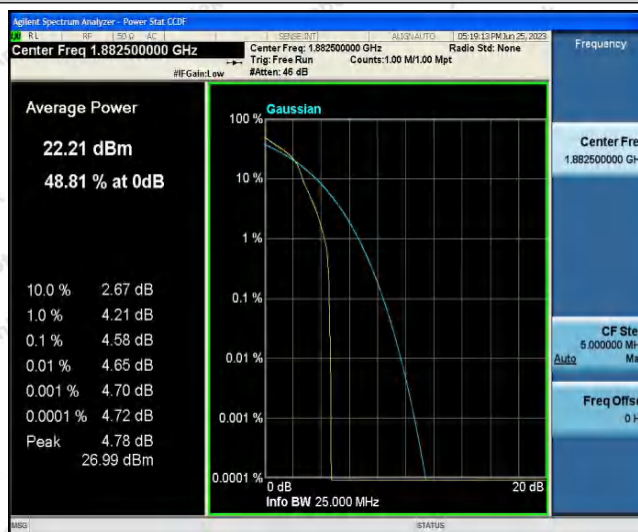 Agilent Spectrum Analyzer - Power Stat CCDF
RL RF 50 Ω AC SENSE:INT ALIGN AUTO 05:19:13 PM Jun 25, 2023
Center Freq 1.882500000 GHz
Center Freq: 1.882500000 GHz Radio Std: None
Trig: Free Run Counts:1.00 M/1.00 Mpt
#IFGain:Low #Atten: 46 dB
Frequency
Average Power
22.21 dBm
48.81 % at 0dB
10.0 % 2.67 dB
1.0 % 4.21 dB
0.1 % 4.58 dB
0.01 % 4.65 dB
0.001 % 4.70 dB
0.0001 % 4.72 dB
Peak 4.78 dB
26.99 dBm
Gaussian
100 %
10 %
1 %
0.1 %
0.01 %
0.001 %
0.0001 %
0 dB 20 dB
Info BW 25.000 MHz
Center Fre
1.882500000 GH
CF Ste
5.000000 MH
Auto Ma
Freq Offse
0 H
MSG STATUS